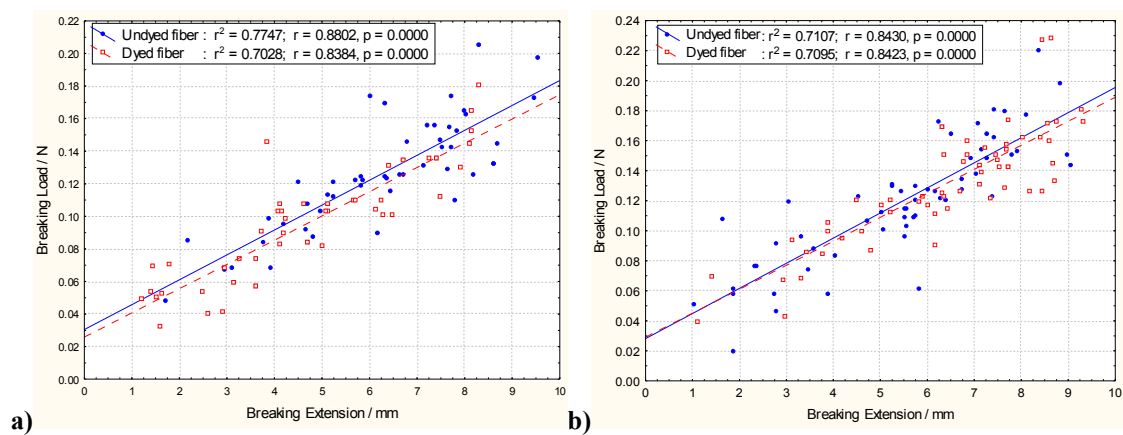 Undyed fiber : r² = 0.7747; r = 0.8802, p = 0.0000
Dyed fiber : r² = 0.7028; r = 0.8384, p = 0.0000
0.22
0.20
0.18
0.16
0.14
0.12
0.10
0.08
0.06
0.04
0.02
0.00
Breaking Load / N
0 1 2 3 4 5 6 7 8 9 10
Breaking Extension / mm
a)
Undyed fiber : r² = 0.7107; r = 0.8430, p = 0.0000
Dyed fiber : r² = 0.7095; r = 0.8423, p = 0.0000
0.24
0.22
0.20
0.18
0.16
0.14
0.12
0.10
0.08
0.06
0.04
0.02
0.00
Breaking Load / N
0 1 2 3 4 5 6 7 8 9 10
Breaking Extension / mm
b)